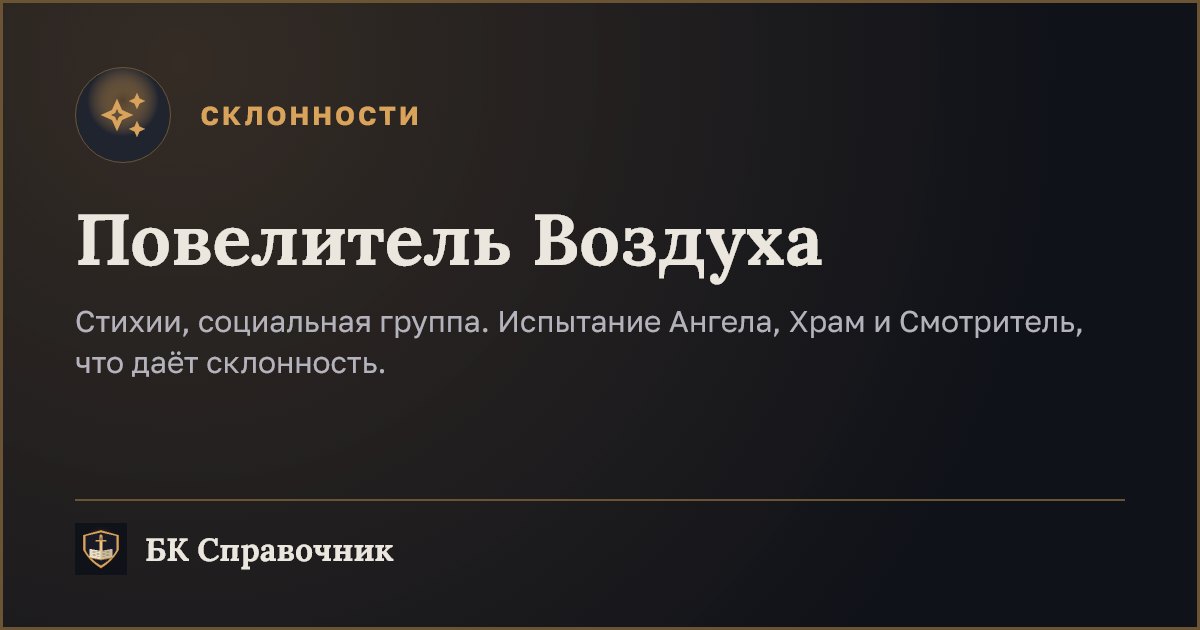 склонности
Повелитель Воздуха
Стихии, социальная группа. Испытание Ангела, Храм и Смотритель,
что даёт склонность.
БК Справочник